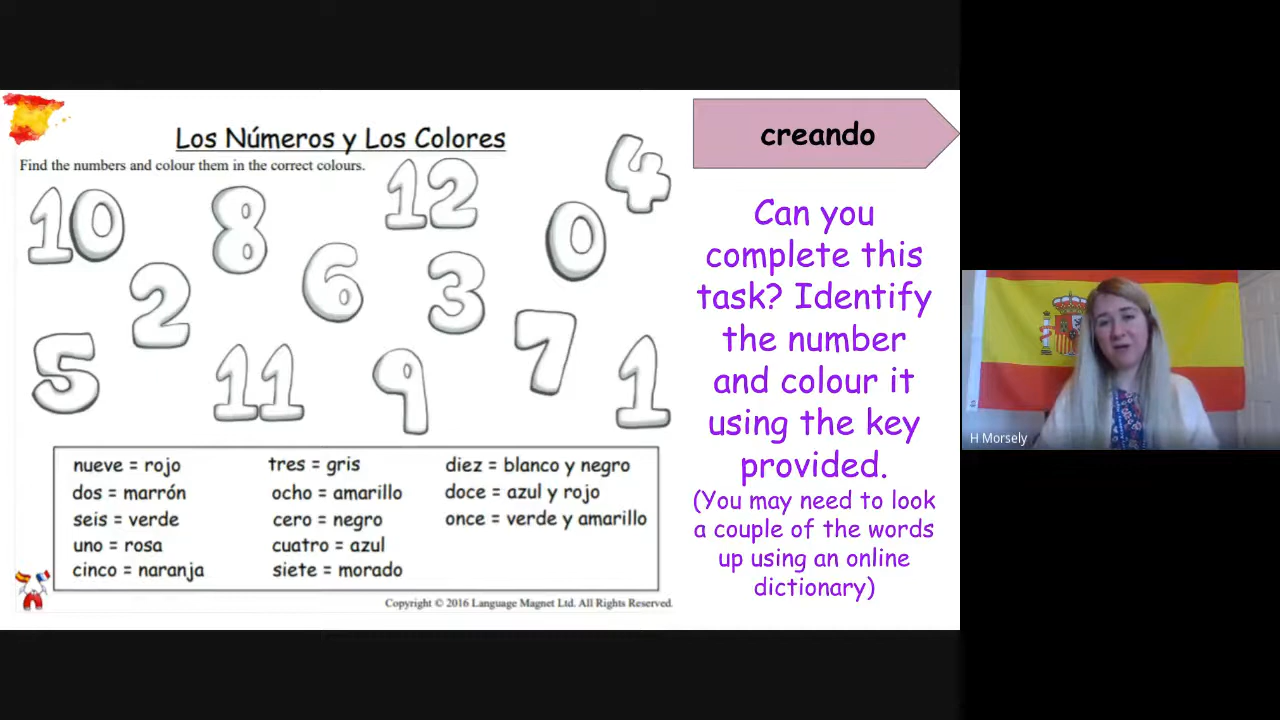 Los Números y Los Colores
Find the numbers and colour them in the correct colours.
10
8
12
0
4
2
6
3
7
5
11
9
1
nueve = rojo
dos = marrón
seis = verde
uno = rosa
cinco = naranja
tres = gris
ocho = amarillo
cero = negro
cuatro = azul
siete = morado
diez = blanco y negro
doce = azul y rojo
once = verde y amarillo
Copyright © 2016 Language Magnet Ltd. All Rights Reserved.
creando
Can you
complete this
task? Identify
the number
and colour it
using the key
provided.
(You may need to look
a couple of the words
up using an online
dictionary)
H Morsely